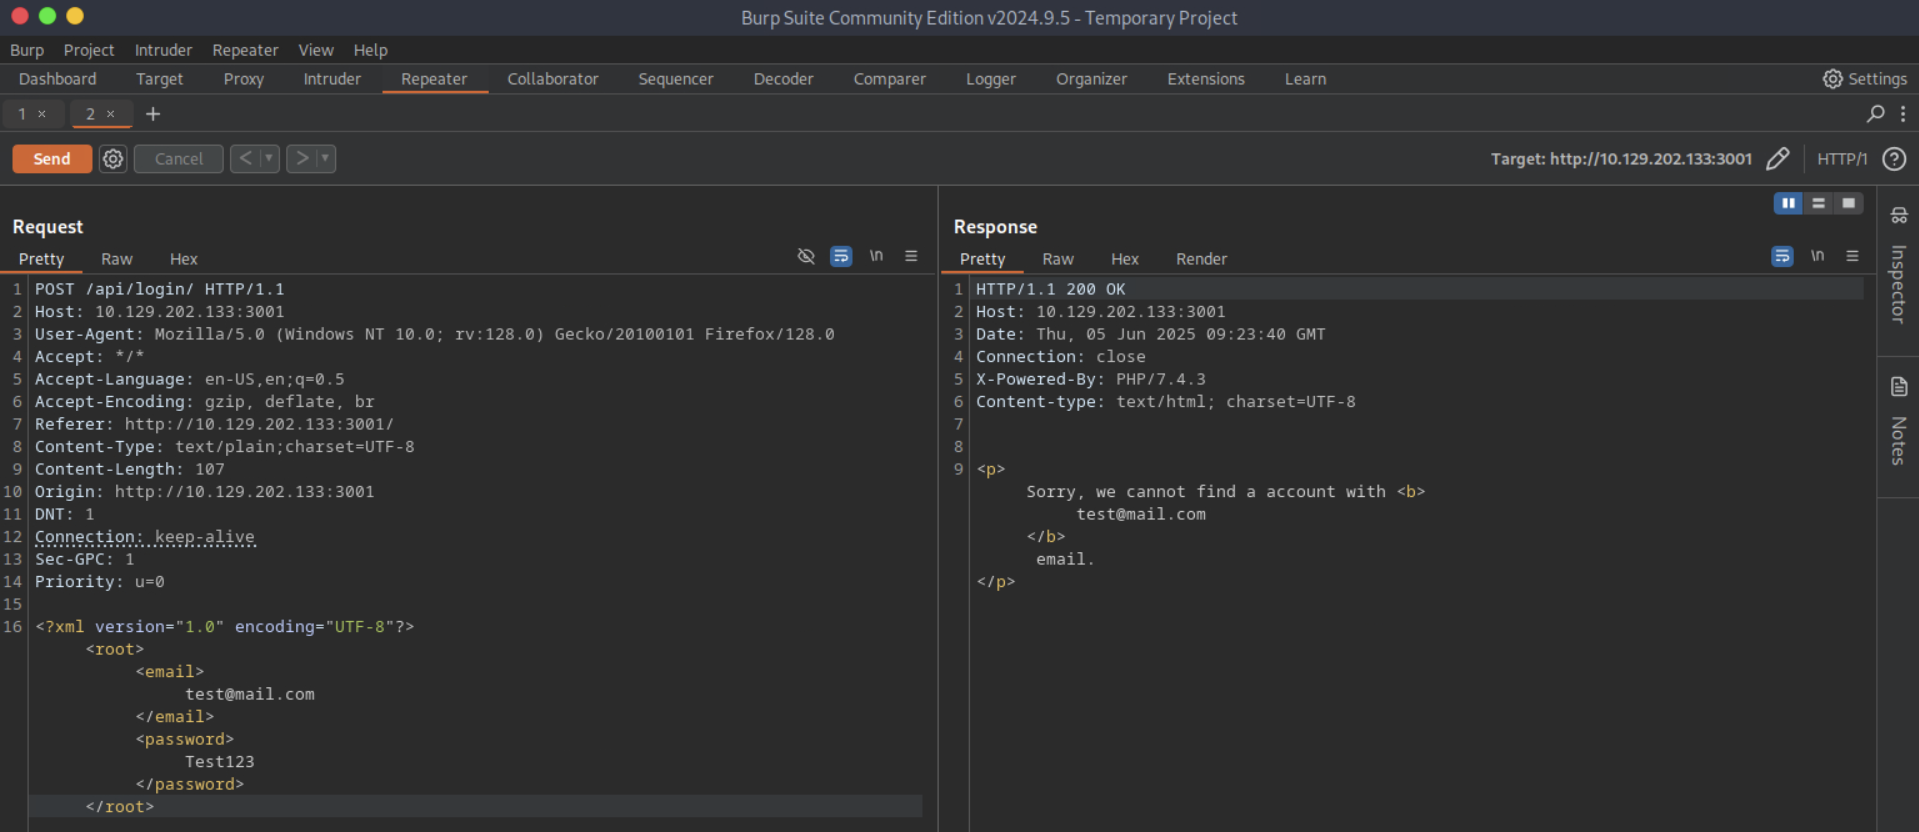 Burp Suite Community Edition v2024.9.5 - Temporary Project
Burp Project Intruder Repeater View Help
Dashboard Target Proxy Intruder Repeater Collaborator Sequencer Decoder Comparer Logger Organizer Extensions Learn Settings
1 × 2 × +
Send Cancel < > Target: http://10.129.202.133:3001 HTTP/1 ?
Request
Pretty Raw Hex \n
1 POST /api/login/ HTTP/1.1
2 Host: 10.129.202.133:3001
3 User-Agent: Mozilla/5.0 (Windows NT 10.0; rv:128.0) Gecko/20100101 Firefox/128.0
4 Accept: */*
5 Accept-Language: en-US,en;q=0.5
6 Accept-Encoding: gzip, deflate, br
7 Referer: http://10.129.202.133:3001/
8 Content-Type: text/plain;charset=UTF-8
9 Content-Length: 107
10 Origin: http://10.129.202.133:3001
11 DNT: 1
12 Connection: keep-alive
13 Sec-GPC: 1
14 Priority: u=0
15
16 <?xml version="1.0" encoding="UTF-8"?>
<root>
<email>
test@mail.com
</email>
<password>
Test123
</password>
</root>
Response
Pretty Raw Hex Render \n
1 HTTP/1.1 200 OK
2 Host: 10.129.202.133:3001
3 Date: Thu, 05 Jun 2025 09:23:40 GMT
4 Connection: close
5 X-Powered-By: PHP/7.4.3
6 Content-type: text/html; charset=UTF-8
7
8
9 <p>
Sorry, we cannot find a account with <b>
test@mail.com
</b>
email.
</p>
Inspector
Notes